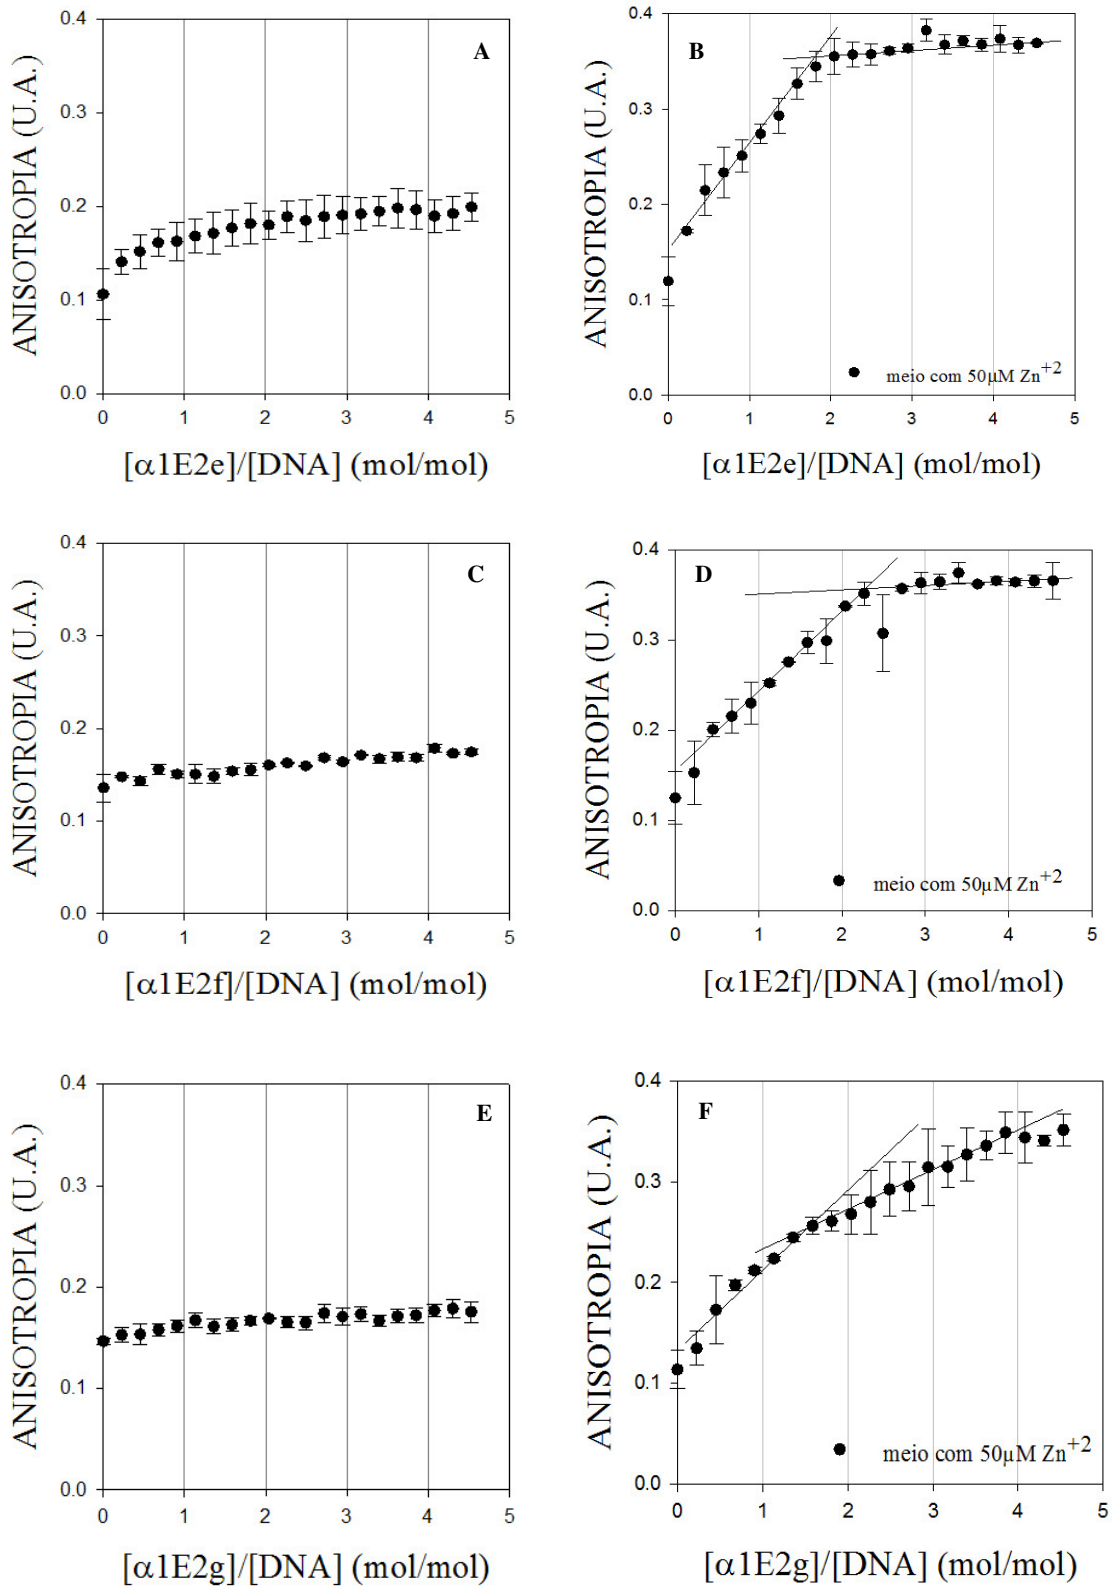 A
ANISOTROPIA (U.A.)
0.4
0.3
0.2
0.1
0.0
0 1 2 3 4 5
[α1E2e]/[DNA] (mol/mol)
B
ANISOTROPIA (U.A.)
0.4
0.3
0.2
0.1
0.0
meio com 50μM Zn+2
0 1 2 3 4 5
[α1E2e]/[DNA] (mol/mol)
C
ANISOTROPIA (U.A.)
0.4
0.3
0.2
0.1
0.0
0 1 2 3 4 5
[α1E2f]/[DNA] (mol/mol)
D
ANISOTROPIA (U.A.)
0.4
0.3
0.2
0.1
0.0
meio com 50μM Zn+2
0 1 2 3 4 5
[α1E2f]/[DNA] (mol/mol)
E
ANISOTROPIA (U.A.)
0.4
0.3
0.2
0.1
0.0
0 1 2 3 4 5
[α1E2g]/[DNA] (mol/mol)
F
ANISOTROPIA (U.A.)
0.4
0.3
0.2
0.1
0.0
meio com 50μM Zn+2
0 1 2 3 4 5
[α1E2g]/[DNA] (mol/mol)